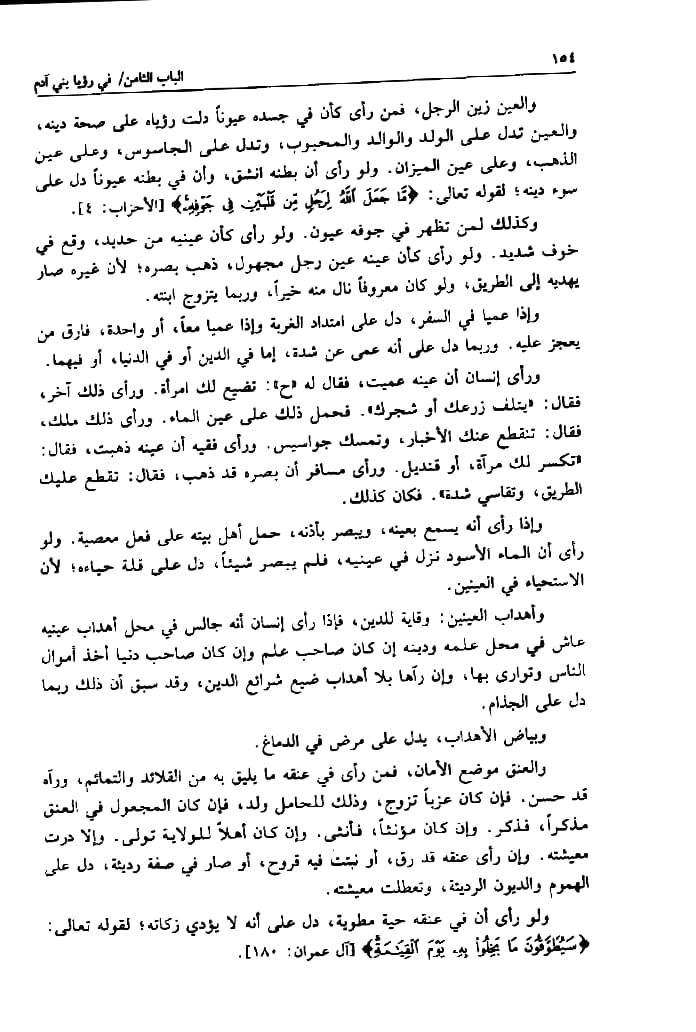 ١٥٤
الباب الثامن/ في رؤيا بني آدم
والعين زين الرجل، فمن رأى كأن في جسده عيوناً دلت رؤياه على صحة دينه،
والعين تدل على الولد والوالد والمحبوب، وتدل على الجاسوس، وعلى عين
الذهب، وعلى عين الميزان. ولو رأى أن بطنه انشق، وأن في بطنه عيوناً دل على
سوء دينه؛ لقوله تعالى: ﴿مَّا جَعَلَ اللَّهُ لِرَجُلٍ مِّن قَلْبَيْنِ فِى جَوْفِهِۦ﴾ [الأحزاب: ٤].
وكذلك لمن تظهر في جوفه عيون. ولو رأى كأن عينيه من حديد، وقع في
خوف شديد. ولو رأى كأن عينه عين رجل مجهول، ذهب بصره؛ لأن غيره صار
يهديه إلى الطريق، ولو كان معروفاً نال منه خيراً، وربما يتزوج ابنته.
وإذا عميا في السفر، دل على امتداد الغربة وإذا عميا معاً، أو واحدة، فارق من
يعجز عليه. وربما دل على أنه عمى عن شدة، إما في الدين أو في الدنيا، أو فيهما.
ورأى إنسان أن عينه عميت، فقال له «ح»: تضيع لك امرأة. ورأى ذلك آخر،
فقال: «يتلف زرعك أو شجرك». فحمل ذلك على عين الماء. ورأى ذلك ملك،
فقال: تنقطع عنك الأخبار، وتمسك جواسيس. ورأى فقيه أن عينه ذهبت، فقال:
«تكسر لك مرآة، أو قنديل. ورأى مسافر أن بصره قد ذهب، فقال: تقطع عليك
الطريق، وتقاسي شدة». فكان كذلك.
وإذا رأى أنه يسمع بعينه، ويبصر بأذنه، حمل أهل بيته على فعل معصية. ولو
رأى أن الماء الأسود نزل في عينيه، فلم يبصر شيئاً، دل على قلة حياءه؛ لأن
الاستحياء في العينين.
وأهداب العينين: وقاية للدين، فإذا رأى إنسان أنه جالس في محل أهداب عينيه
عاش في محل علمه ودينه إن كان صاحب علم وإن كان صاحب دنيا أخذ أموال
الناس وتوارى بها، وإن رآها بلا أهداب ضيع شرائع الدين، وقد سبق أن ذلك ربما
دل على الجذام.
وبياض الأهداب، يدل على مرض في الدماغ.
والعنق موضع الأمان، فمن رأى في عنقه ما يليق به من القلائد والتمائم، ورآه
قد حسن. فإن كان عزباً تزوج، وذلك للحامل ولد، فإن كان المجعول في العنق
مذكراً، فذكر. وإن كان مؤنثاً، فأنثى. وإن كان أهلاً للولاية تولى. وإلا درت
معيشته. وإن رأى عنقه قد رق، أو نبتت فيه قروح، أو صار في صفة رديئة، دل على
الهموم والديون الرديئة، وتعطلت معيشته.
ولو رأى أن في عنقه حية مطوية، دل على أنه لا يؤدي زكاته؛ لقوله تعالى:
﴿سَيُطَوَّقُونَ مَا بَخِلُوا۟ بِهِۦ يَوْمَ ٱلْقِيَـٰمَةِ﴾ [آل عمران: ١٨٠].